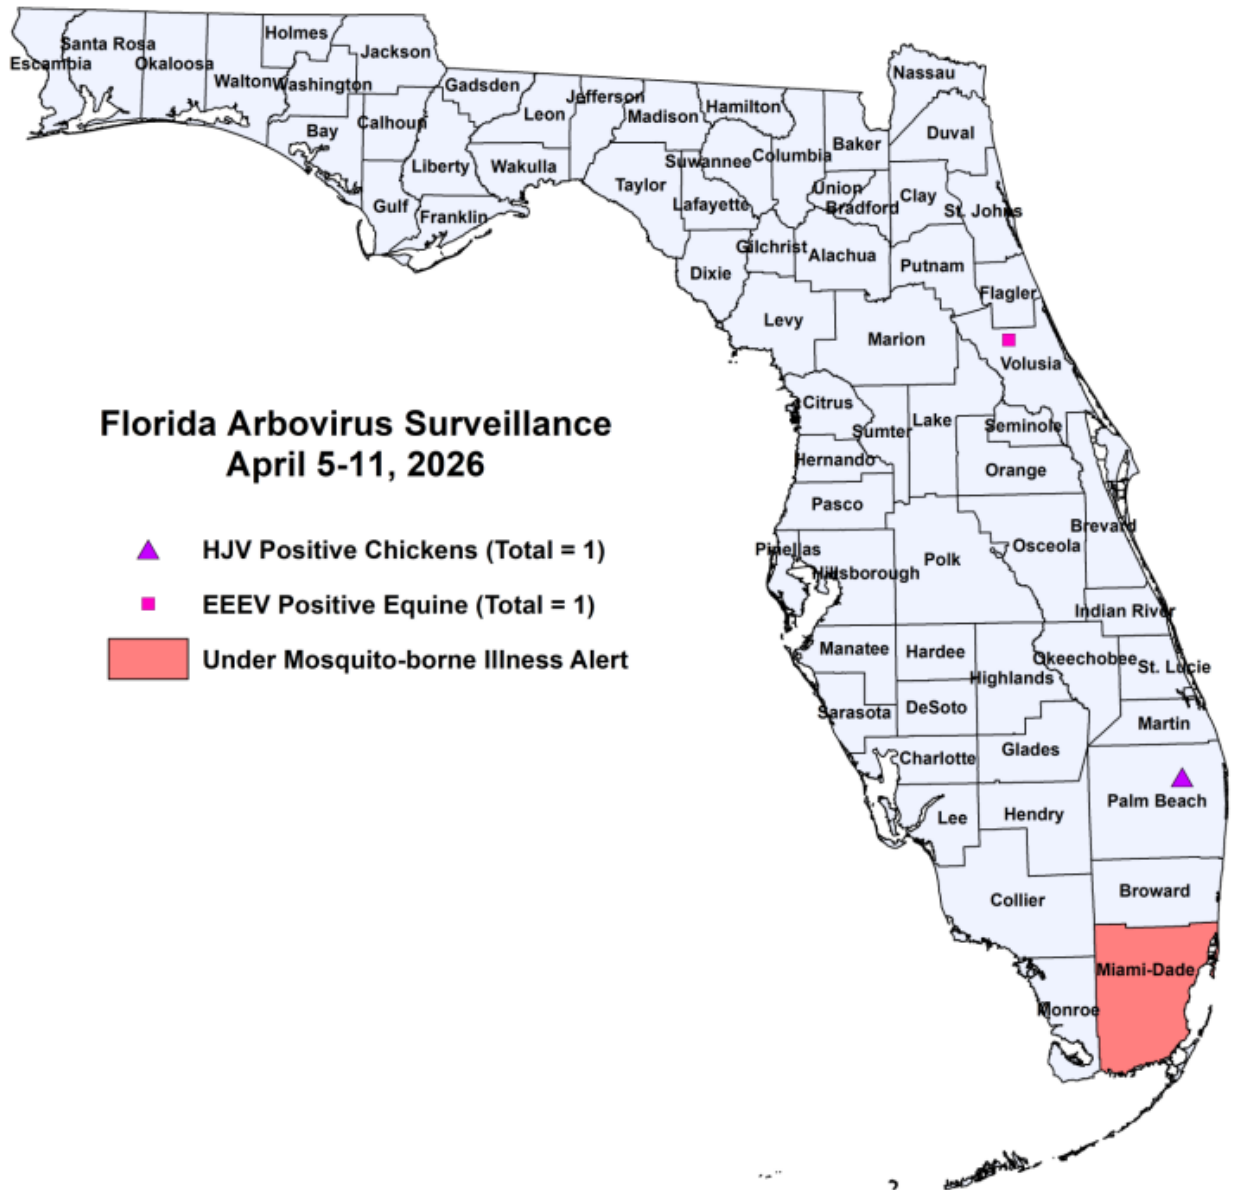 Holmes
Santa Rosa
Jackson
Escambia
Okaloosa
Walton
Washington
Gadsden
Nassau
Jefferson
Hamilton
Leon
Madison
Calhoun
Bay
Duval
Baker
Columbia
Suwannee
Liberty
Wakulla
Taylor
Union
Clay
Lafayette
Bradford
St. Johns
Gulf
Franklin
Gilchrist
Alachua
Putnam
Dixie
Flagler
Levy
Marion
Volusia
Citrus
Lake
Seminole
Sumter
Florida Arbovirus Surveillance
April 5-11, 2026
Hernando
Orange
Pasco
Brevard
Osceola
Pinellas
Polk
Hillsborough
HJV Positive Chickens (Total = 1)
EEEV Positive Equine (Total = 1)
Under Mosquito-borne Illness Alert
Indian River
Manatee
Hardee
Okeechobee
St. Lucie
Highlands
Sarasota
DeSoto
Martin
Glades
Charlotte
Palm Beach
Lee
Hendry
Broward
Collier
Miami-Dade
Monroe